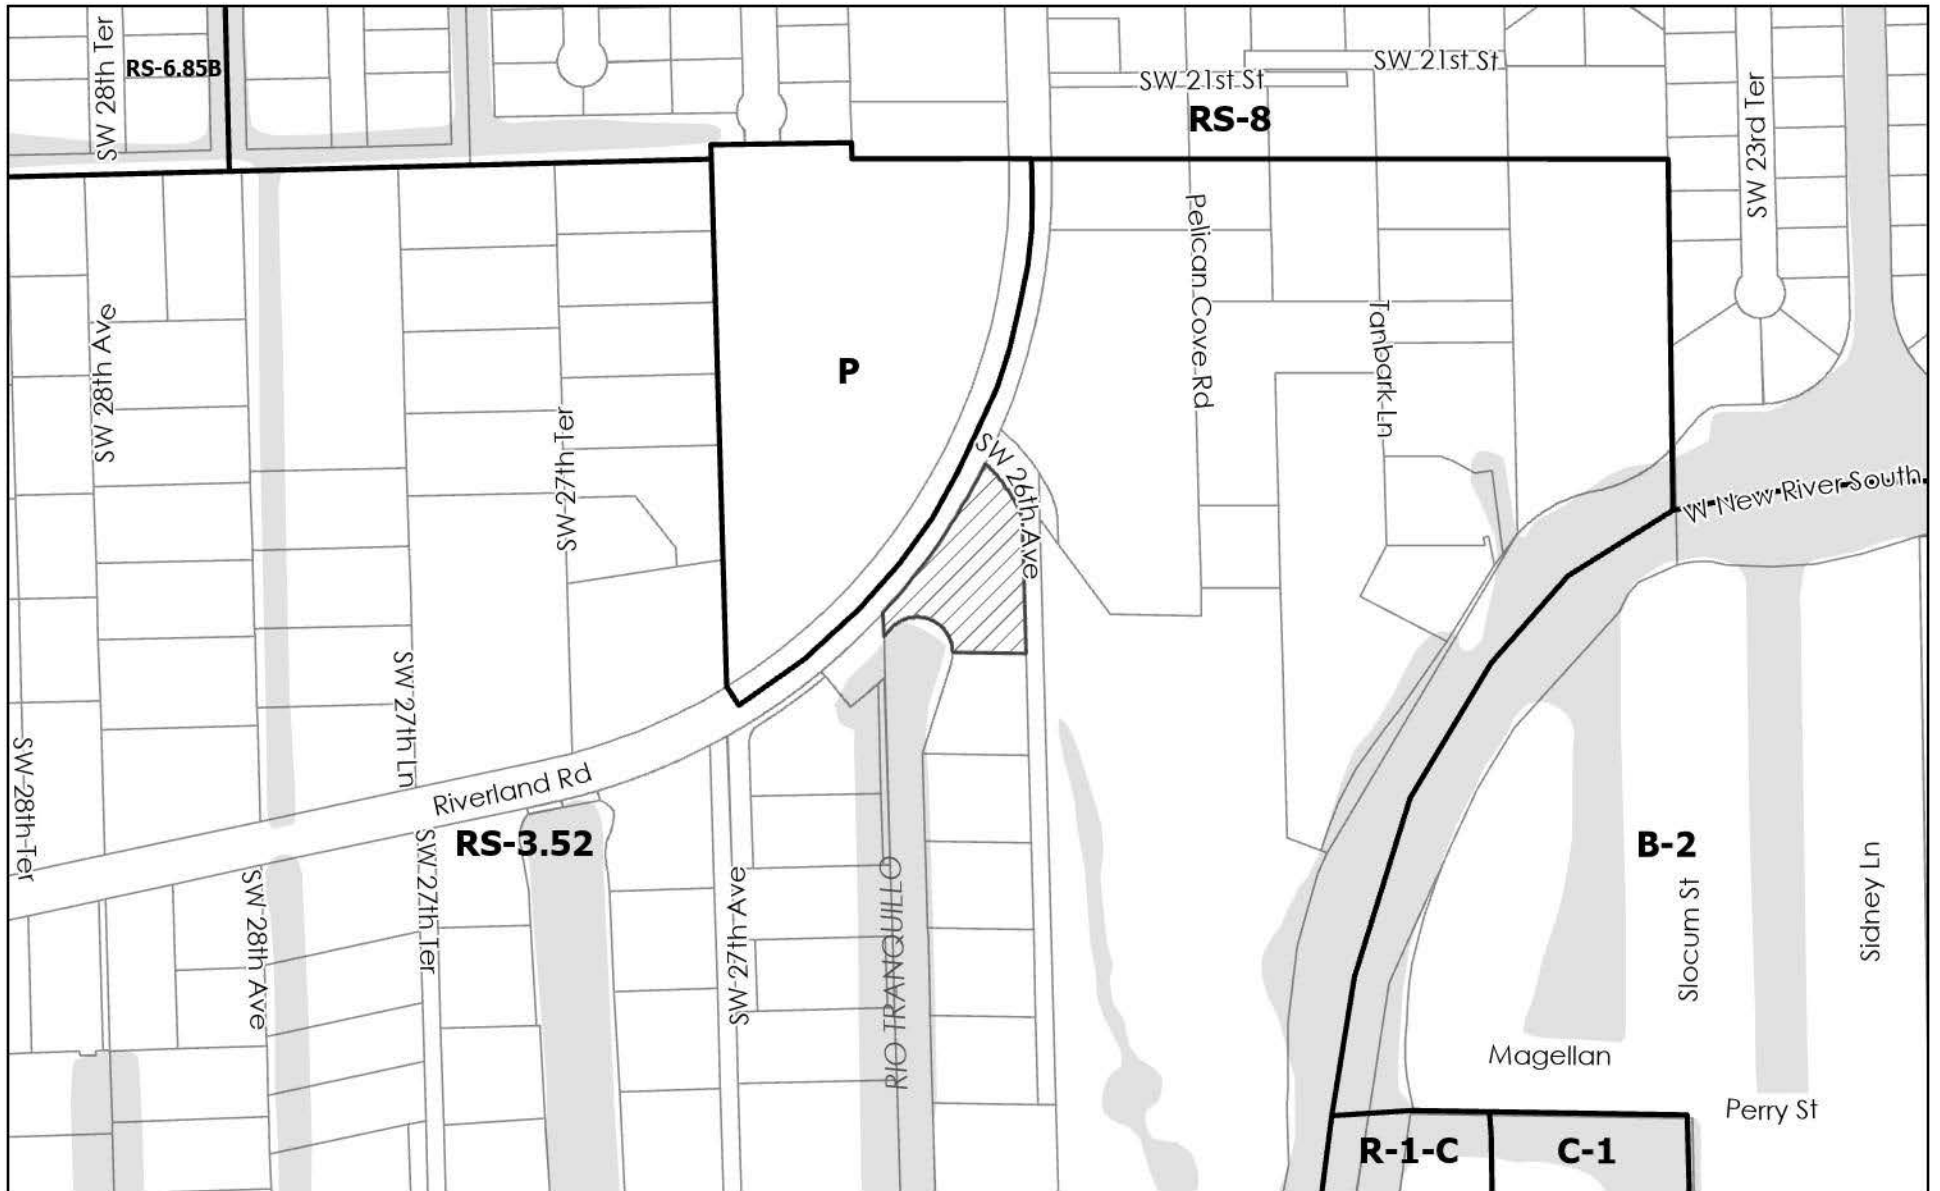 SW 28th Ter
RS-6.85B
SW 21st St
SW 21st St
RS-8
SW 23rd Ter
SW 28th Ave
SW 27th Ter
P
Pelican Cove Rd
Tanbark Ln
SW 26th Ave
W New River South
SW 28th Ter
SW 27th Ln
Riverland Rd
RS-3.52
SW 28th Ave
SW 27th Ter
SW 27th Ave
RIO TRANQUILLO
B-2
Slocum St
Sidney Ln
Magellan
Perry St
R-1-C
C-1